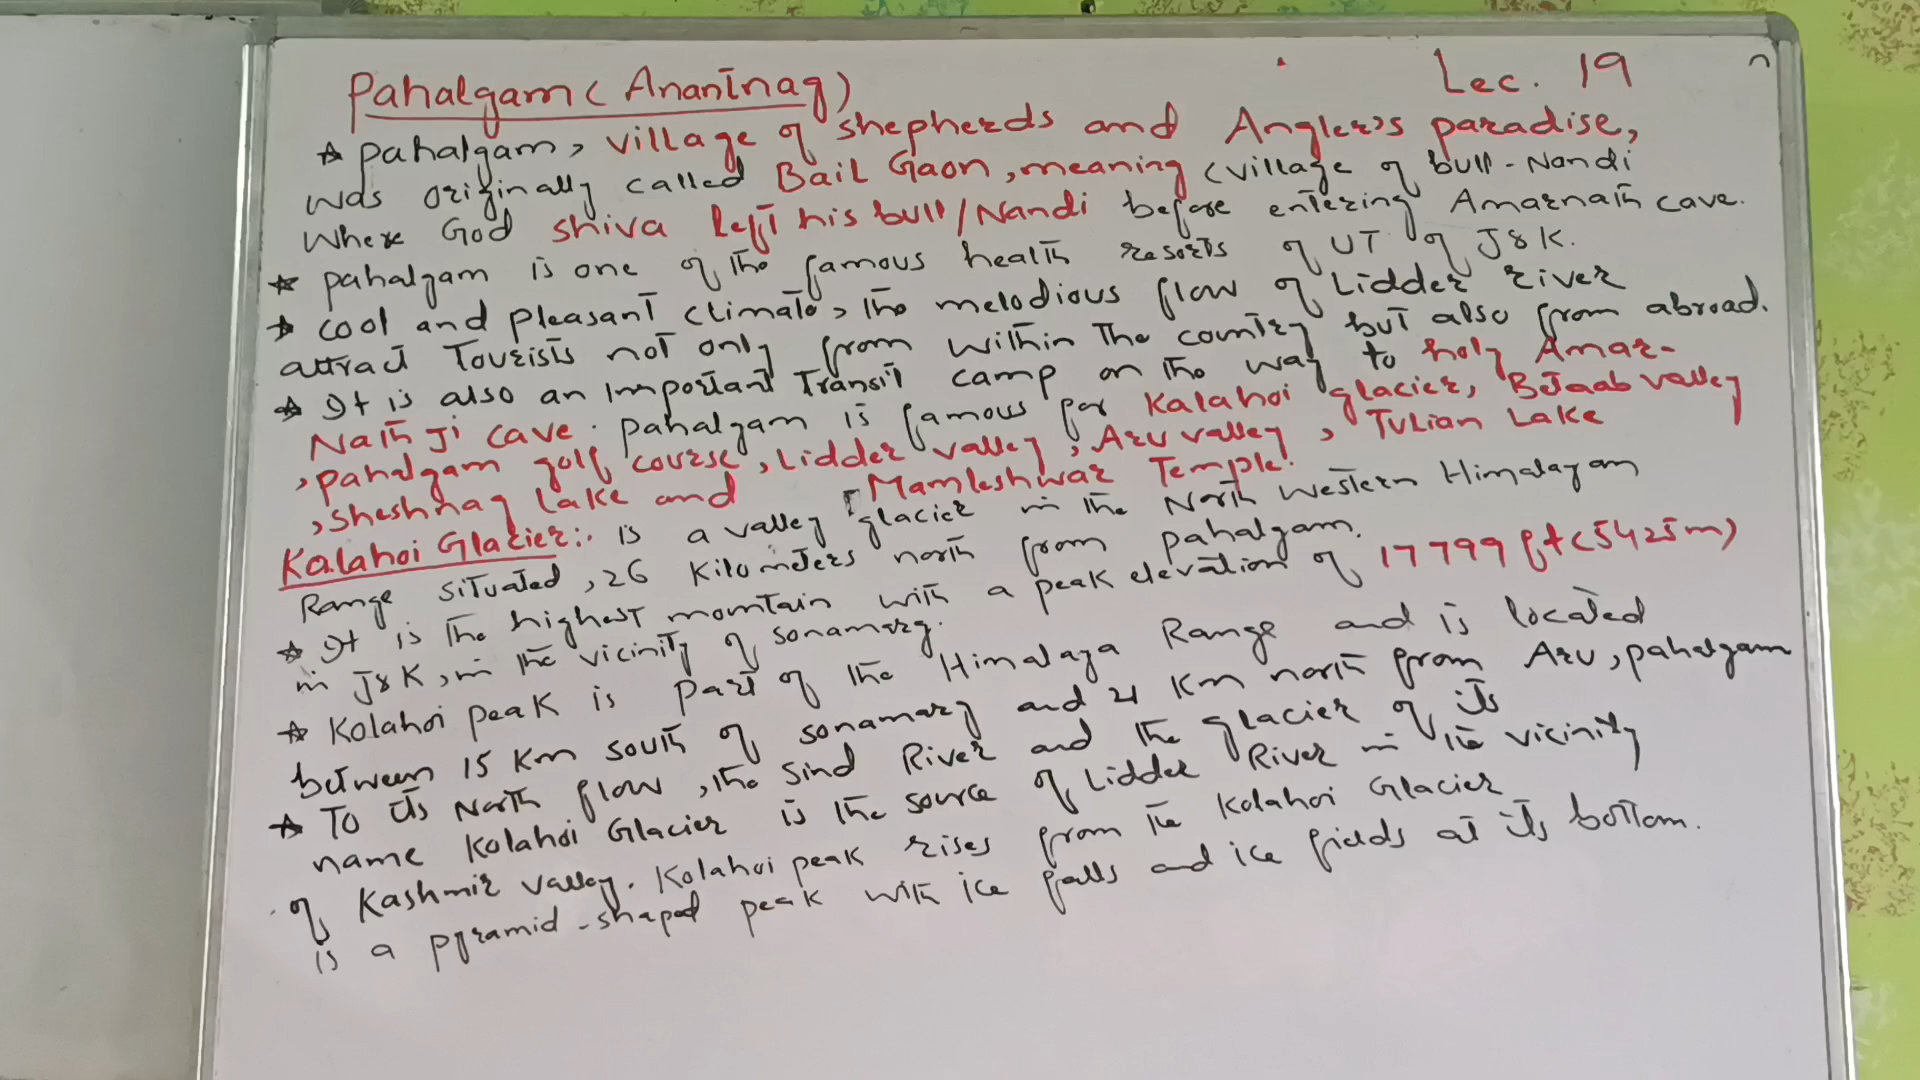 Pahalgam (Anantnag) Lec. 19
☆ Pahalgam, village of shepherds and Angler's paradise,
was originally called Bail Gaon, meaning (village of bull - Nandi
Where God shiva left his bull/Nandi before entering Amarnath cave.
☆ Pahalgam is one of the famous health resorts of UT of J&K.
☆ cool and pleasant climate, the melodious flow of Lidder river
attract Tourists not only from within The country but also from abroad.
☆ It is also an Important Transit camp on the way to holy Amar-
Nath Ji cave. Pahalgam is famous for Kalahoi glacier, Betaab valley
, pahalgam golf course, Lidder valley, Aru valley, Tulian Lake
, Sheshnag Lake and Mamleshwar Temple.
Kalahoi Glacier:. is a valley glacier in the North Western Himalayan
Range situated, 26 Kilometers north from pahalgam.
☆ It is the highest mountain with a peak elevation of 17799 ft (5425m)
in J&K, in the vicinity of sonamarg.
☆ Kolahoi peak is part of the Himalaya Range and is located
between 15 Km south of sonamarg and 21 Km north from Aru, pahalgam
☆ To its North flow, the Sind River and the glacier of its
name Kolahoi Glacier is the source of Lidder River in the vicinity
of Kashmir valley. Kolahoi peak rises from the Kolahoi Glacier
is a pyramid-shaped peak with ice falls and ice fields at its bottom.